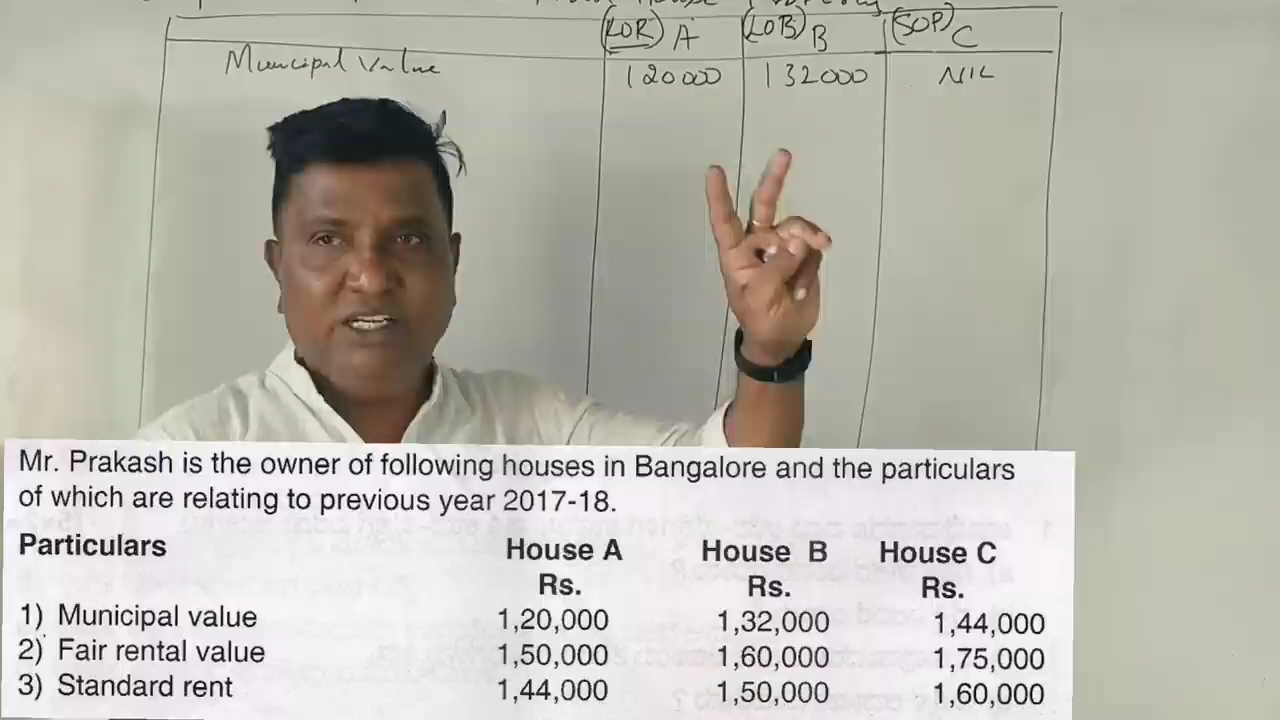 (LOR) A (LOB) B (SOP) C
Muncipal Value 120000 132000 NIL
Mr. Prakash is the owner of following houses in Bangalore and the particulars
of which are relating to previous year 2017-18.
Particulars House A House B House C
Rs. Rs. Rs.
1) Municipal value 1,20,000 1,32,000 1,44,000
2) Fair rental value 1,50,000 1,60,000 1,75,000
3) Standard rent 1,44,000 1,50,000 1,60,000